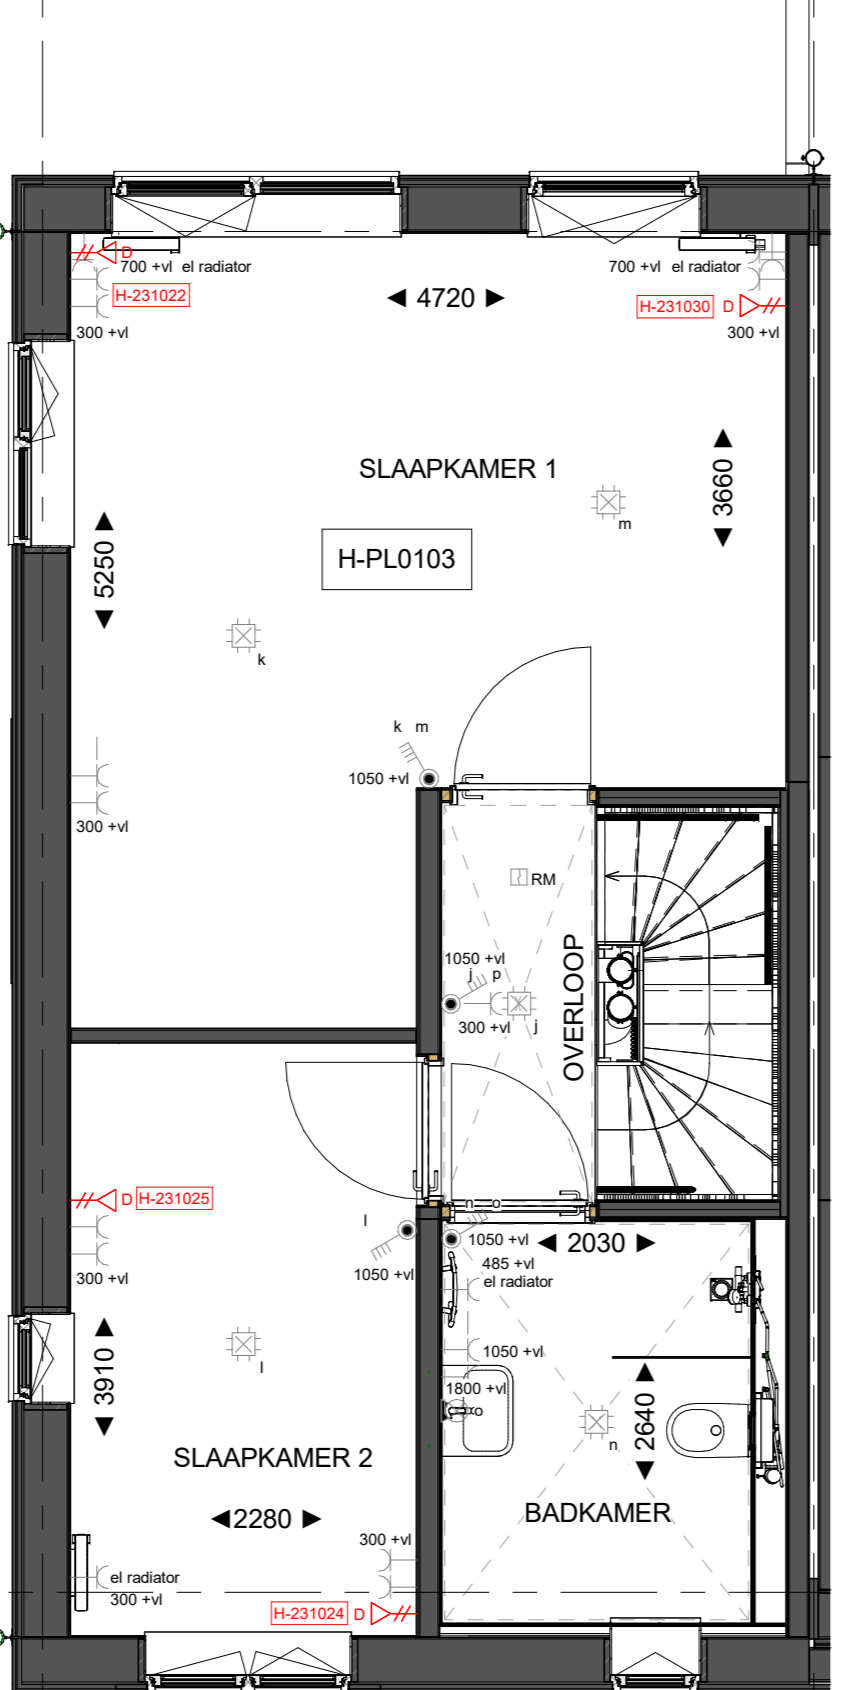 D
700 +vl el radiator
H-231022
300 +vl
4720
700 +vl el radiator
H-231030 D
300 +vl
SLAAPKAMER 1
3660
m
H-PL0103
5250
k
k m
1050 +vl
300 +vl
RM
OVERLOOP
1050 +vl
j p
300 +vl
j
D H-231025
300 +vl
l
1050 +vl
n o
1050 +vl
2030
485 +vl
el radiator
1050 +vl
1800 +vl
o
3910
l
2640
n
SLAAPKAMER 2
BADKAMER
2280
300 +vl
el radiator
300 +vl
H-231024 D